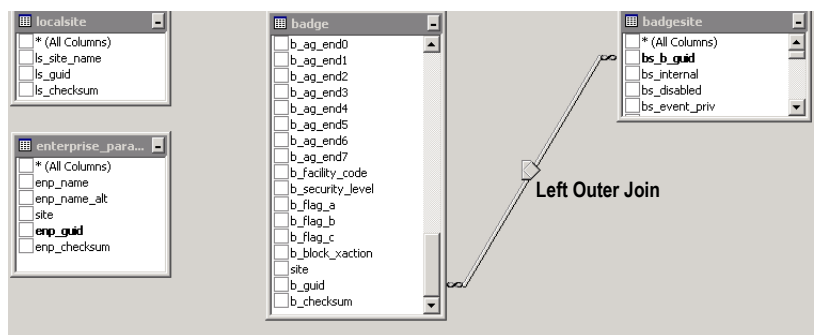 localsite
* (All Columns)
ls_site_name
ls_guid
ls_checksum
enterprise_para...
* (All Columns)
enp_name
enp_name_alt
site
enp_guid
enp_checksum
badge
b_ag_end0
b_ag_end1
b_ag_end2
b_ag_end3
b_ag_end4
b_ag_end5
b_ag_end6
b_ag_end7
b_facility_code
b_security_level
b_flag_a
b_flag_b
b_flag_c
b_block_xaction
site
b_guid
b_checksum
Left Outer Join
badgesite
* (All Columns)
bs_b_guid
bs_internal
bs_disabled
bs_event_priv